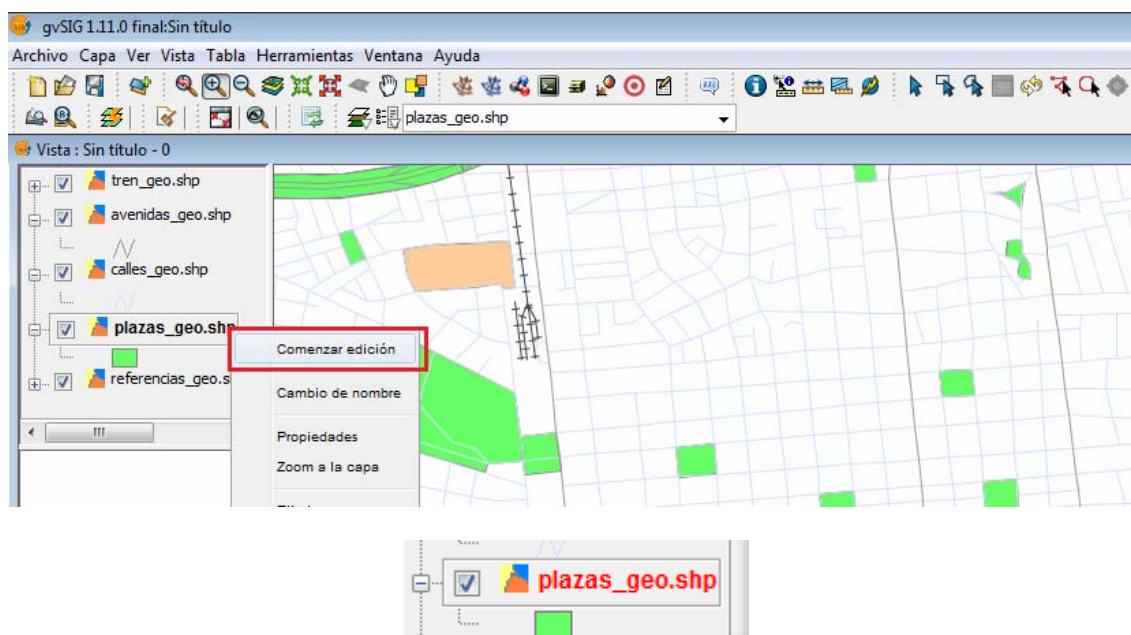 gvSIG 1.11.0 final:Sin título
Archivo Capa Ver Vista Tabla Herramientas Ventana Ayuda
plazas_geo.shp
Vista : Sin título - 0
tren_geo.shp
avenidas_geo.shp
calles_geo.shp
plazas_geo.shp
Comenzar edición
referencias_geo.s
Cambio de nombre
Propiedades
Zoom a la capa
plazas_geo.shp